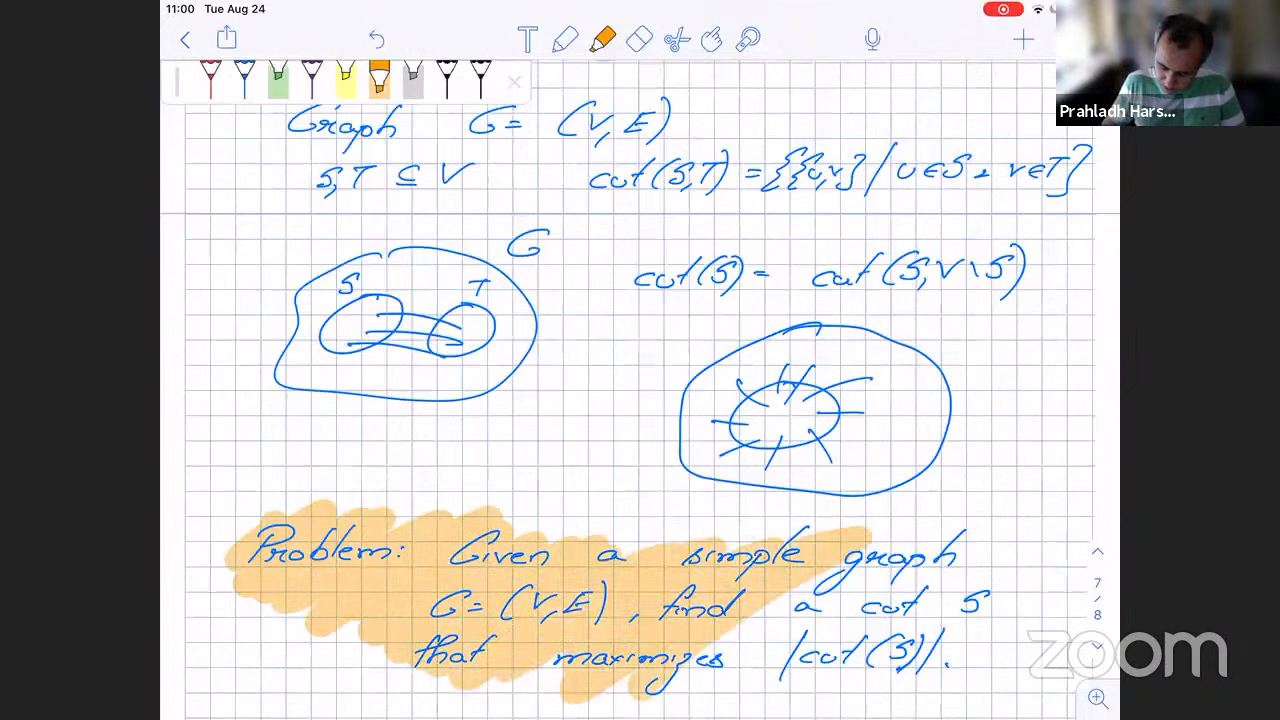 11:00 Tue Aug 24
Prahladh Hars...
Graph G = (V, E)
S,T ⊆ V cut(S,T) = {{u,v} | u∈S, v∈T}
G
S T
cut(S) = cut(S, V \ S)
Problem: Given a simple graph
G = (V, E), find a cut S
that maximizes |cut(S)|.
7/8
zoom